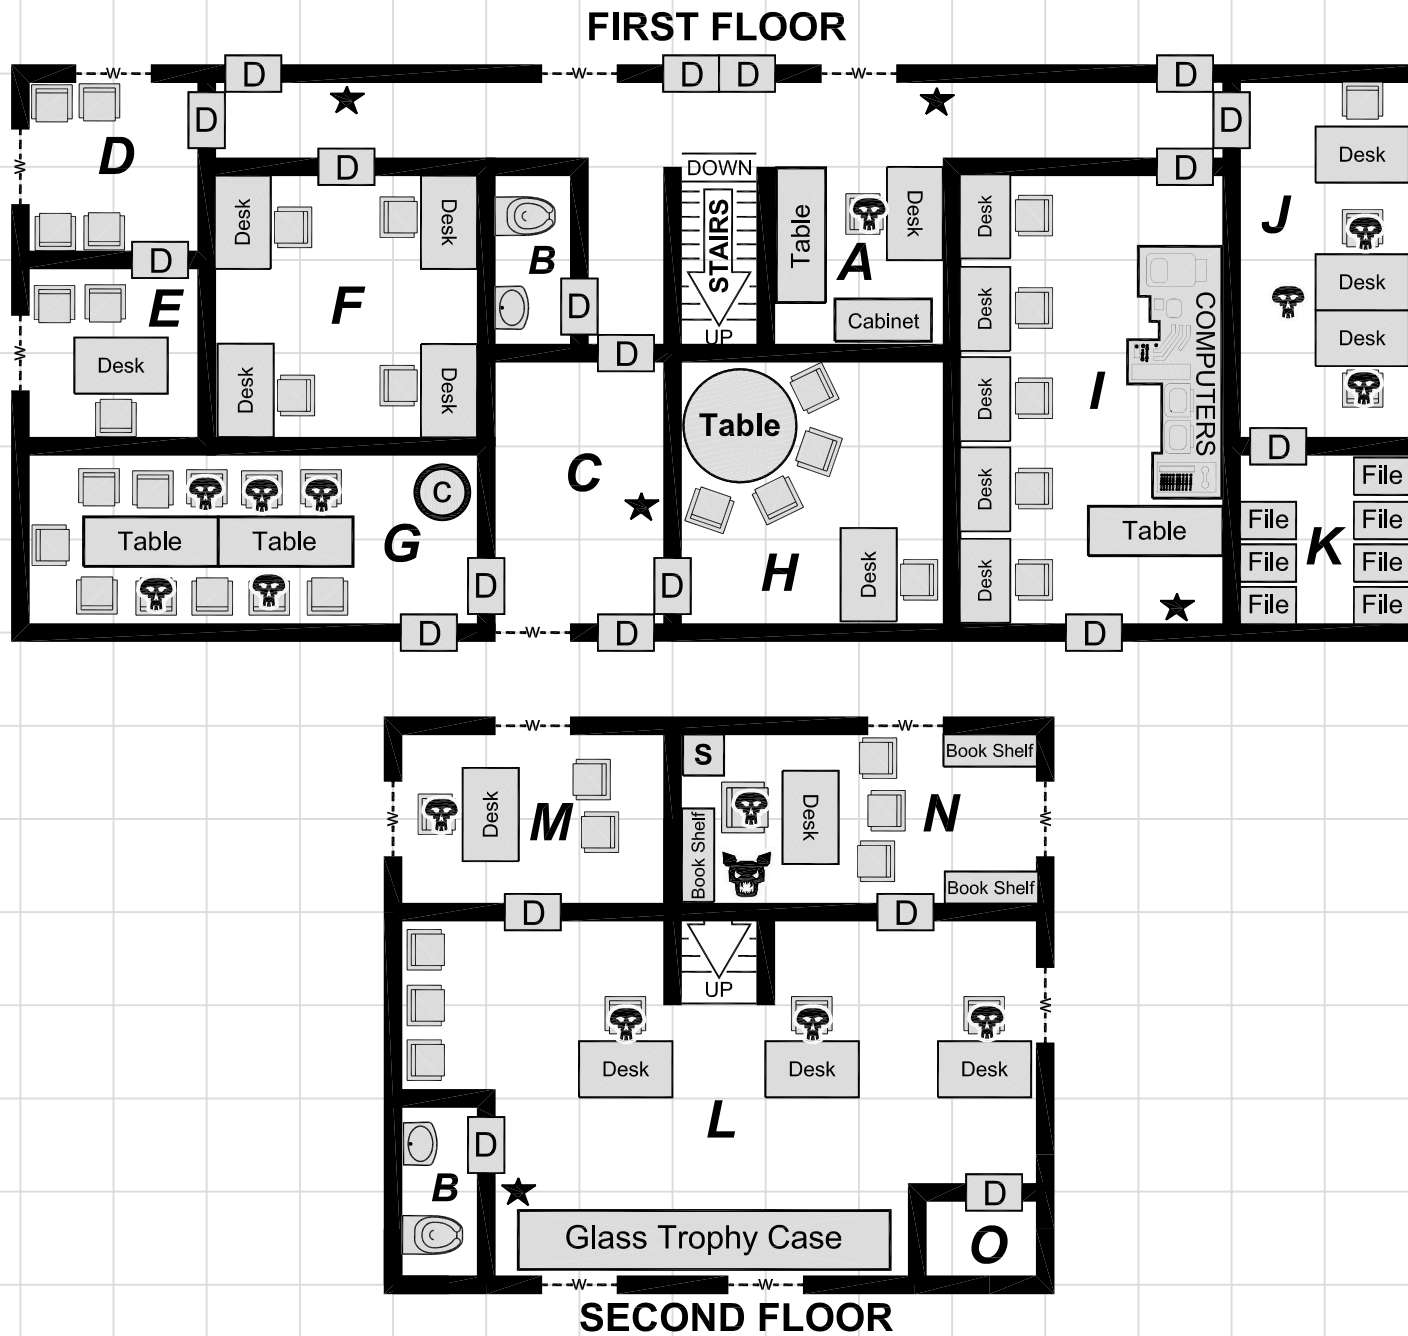 FIRST FLOOR
W
D
W
D
D
W
D
D
D
D
D
D
D
W
D
E
W
D
F
Desk
Desk
Desk
Desk
Desk
B
D
D
DOWN
STAIRS
UP
Table
Desk
A
Cabinet
Desk
Desk
Desk
Desk
Desk
I
COMPUTERS
Table
J
Desk
Desk
Desk
D
File
File
File
File
File
File
File
K
Table
Table
G
C
D
D
W
C
D
D
Table
H
Desk
D
W
W
W
W
M
Desk
S
Book Shelf
Desk
N
Book Shelf
Book Shelf
D
D
UP
W
Desk
Desk
Desk
L
D
B
D
O
Glass Trophy Case
W
W
SECOND FLOOR